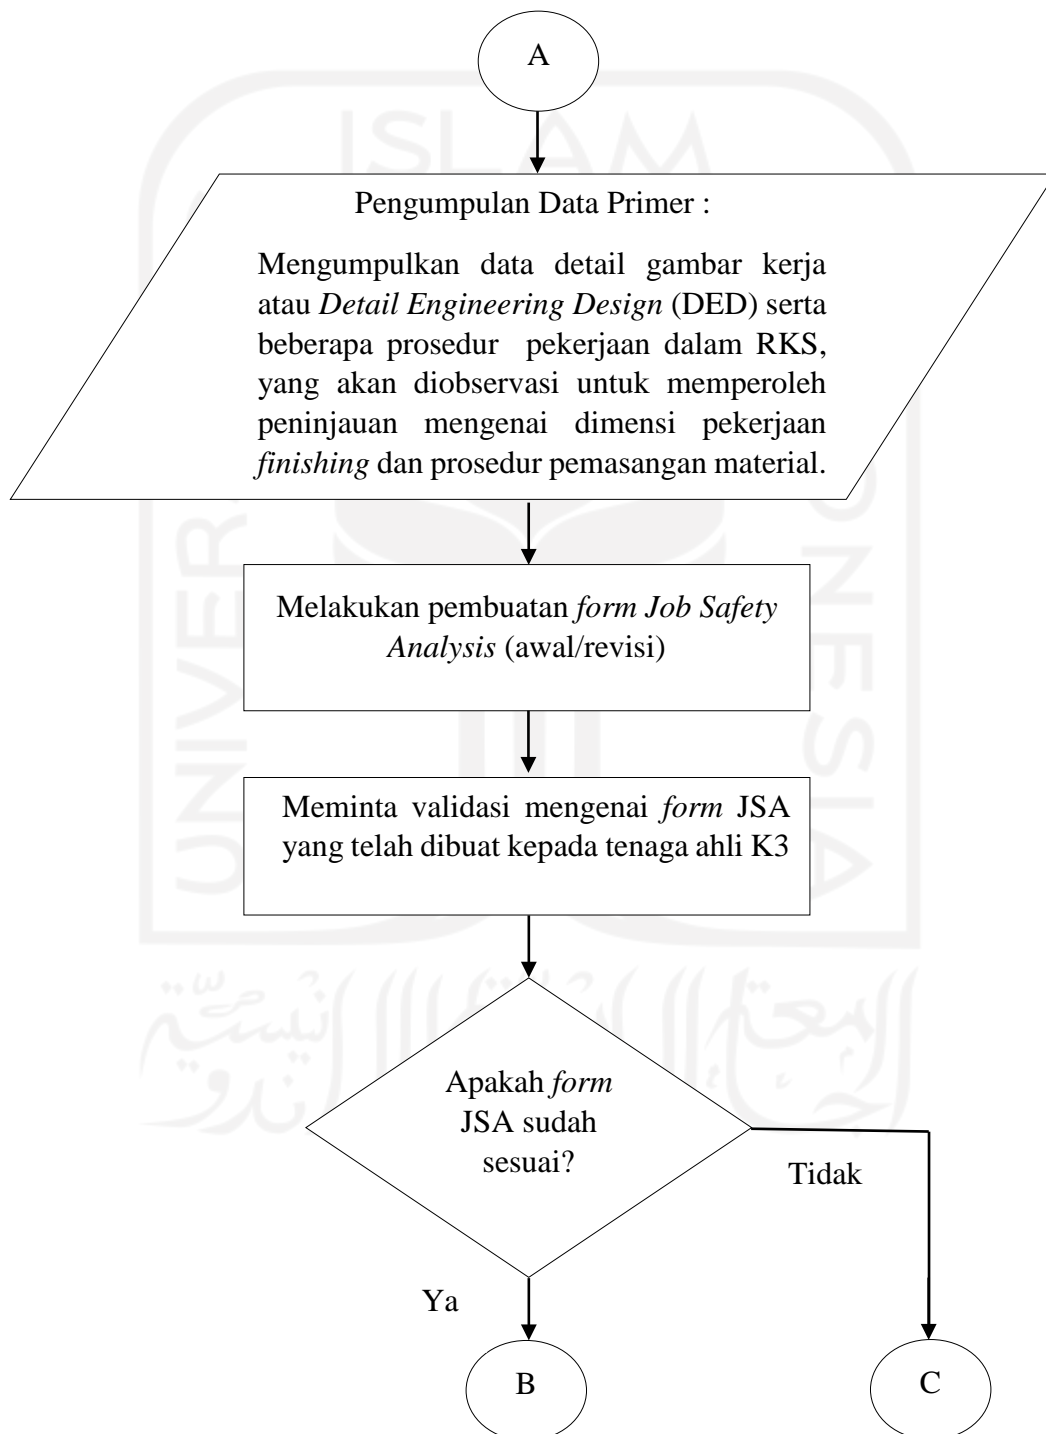 A
Pengumpulan Data Primer :
Mengumpulkan data detail gambar kerja
atau Detail Engineering Design (DED) serta
beberapa prosedur pekerjaan dalam RKS,
yang akan diobservasi untuk memperoleh
peninjauan mengenai dimensi pekerjaan
finishing dan prosedur pemasangan material.
Melakukan pembuatan form Job Safety
Analysis (awal/revisi)
Meminta validasi mengenai form JSA
yang telah dibuat kepada tenaga ahli K3
Apakah form
JSA sudah
sesuai?
Tidak
Ya
B
C
ISLAM